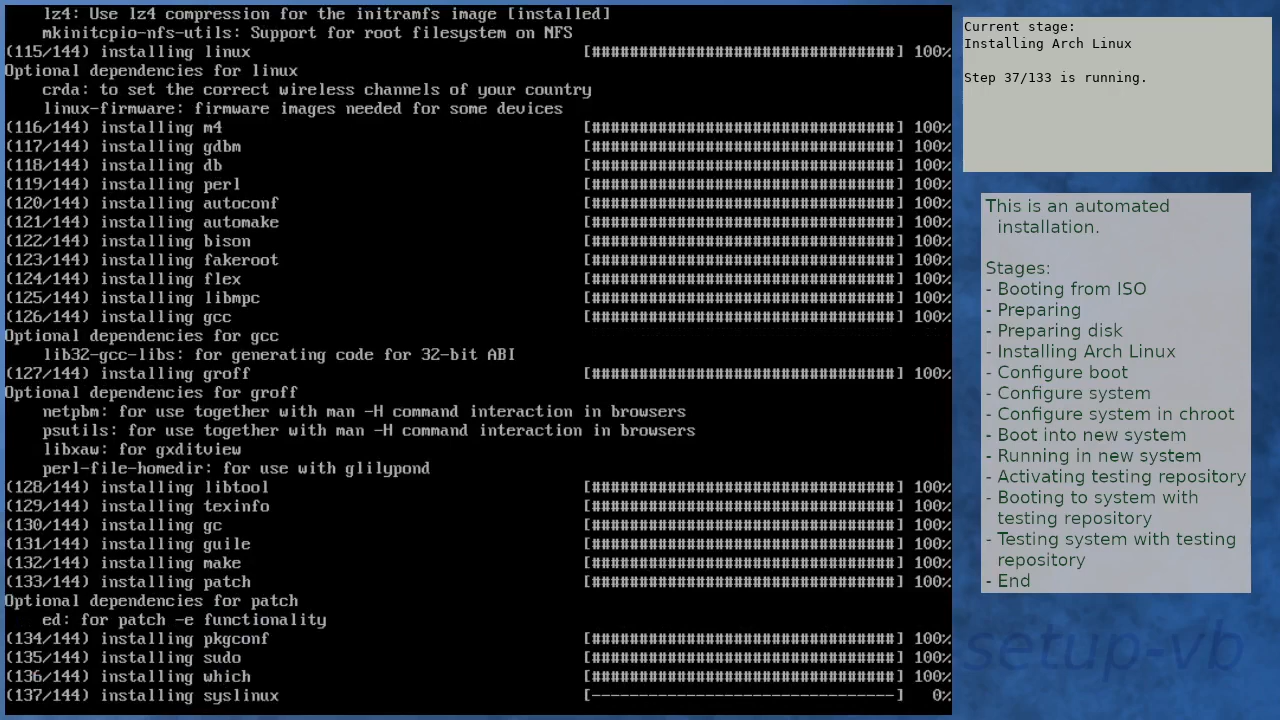 lz4: Use lz4 compression for the initramfs image [installed]
mkinitcpio-nfs-utils: Support for root filesystem on NFS
(115/144) installing linux [################################] 100%
Optional dependencies for linux
crda: to set the correct wireless channels of your country
linux-firmware: firmware images needed for some devices
(116/144) installing m4 [################################] 100%
(117/144) installing gdbm [################################] 100%
(118/144) installing db [################################] 100%
(119/144) installing perl [################################] 100%
(120/144) installing autoconf [################################] 100%
(121/144) installing automake [################################] 100%
(122/144) installing bison [################################] 100%
(123/144) installing fakeroot [################################] 100%
(124/144) installing flex [################################] 100%
(125/144) installing libmpc [################################] 100%
(126/144) installing gcc [################################] 100%
Optional dependencies for gcc
lib32-gcc-libs: for generating code for 32-bit ABI
(127/144) installing groff [################################] 100%
Optional dependencies for groff
netpbm: for use together with man -H command interaction in browsers
psutils: for use together with man -H command interaction in browsers
libxaw: for gxditview
perl-file-homedir: for use with glilypond
(128/144) installing libtool [################################] 100%
(129/144) installing texinfo [################################] 100%
(130/144) installing gc [################################] 100%
(131/144) installing guile [################################] 100%
(132/144) installing make [################################] 100%
(133/144) installing patch [################################] 100%
Optional dependencies for patch
ed: for patch -e functionality
(134/144) installing pkgconf [################################] 100%
(135/144) installing sudo [################################] 100%
(136/144) installing which [################################] 100%
(137/144) installing syslinux [--------------------------------] 0%
Current stage:
Installing Arch Linux
Step 37/133 is running.
This is an automated
installation.
Stages:
- Booting from ISO
- Preparing
- Preparing disk
- Installing Arch Linux
- Configure boot
- Configure system
- Configure system in chroot
- Boot into new system
- Running in new system
- Activating testing repository
- Booting to system with
testing repository
- Testing system with testing
repository
- End
setup-vb